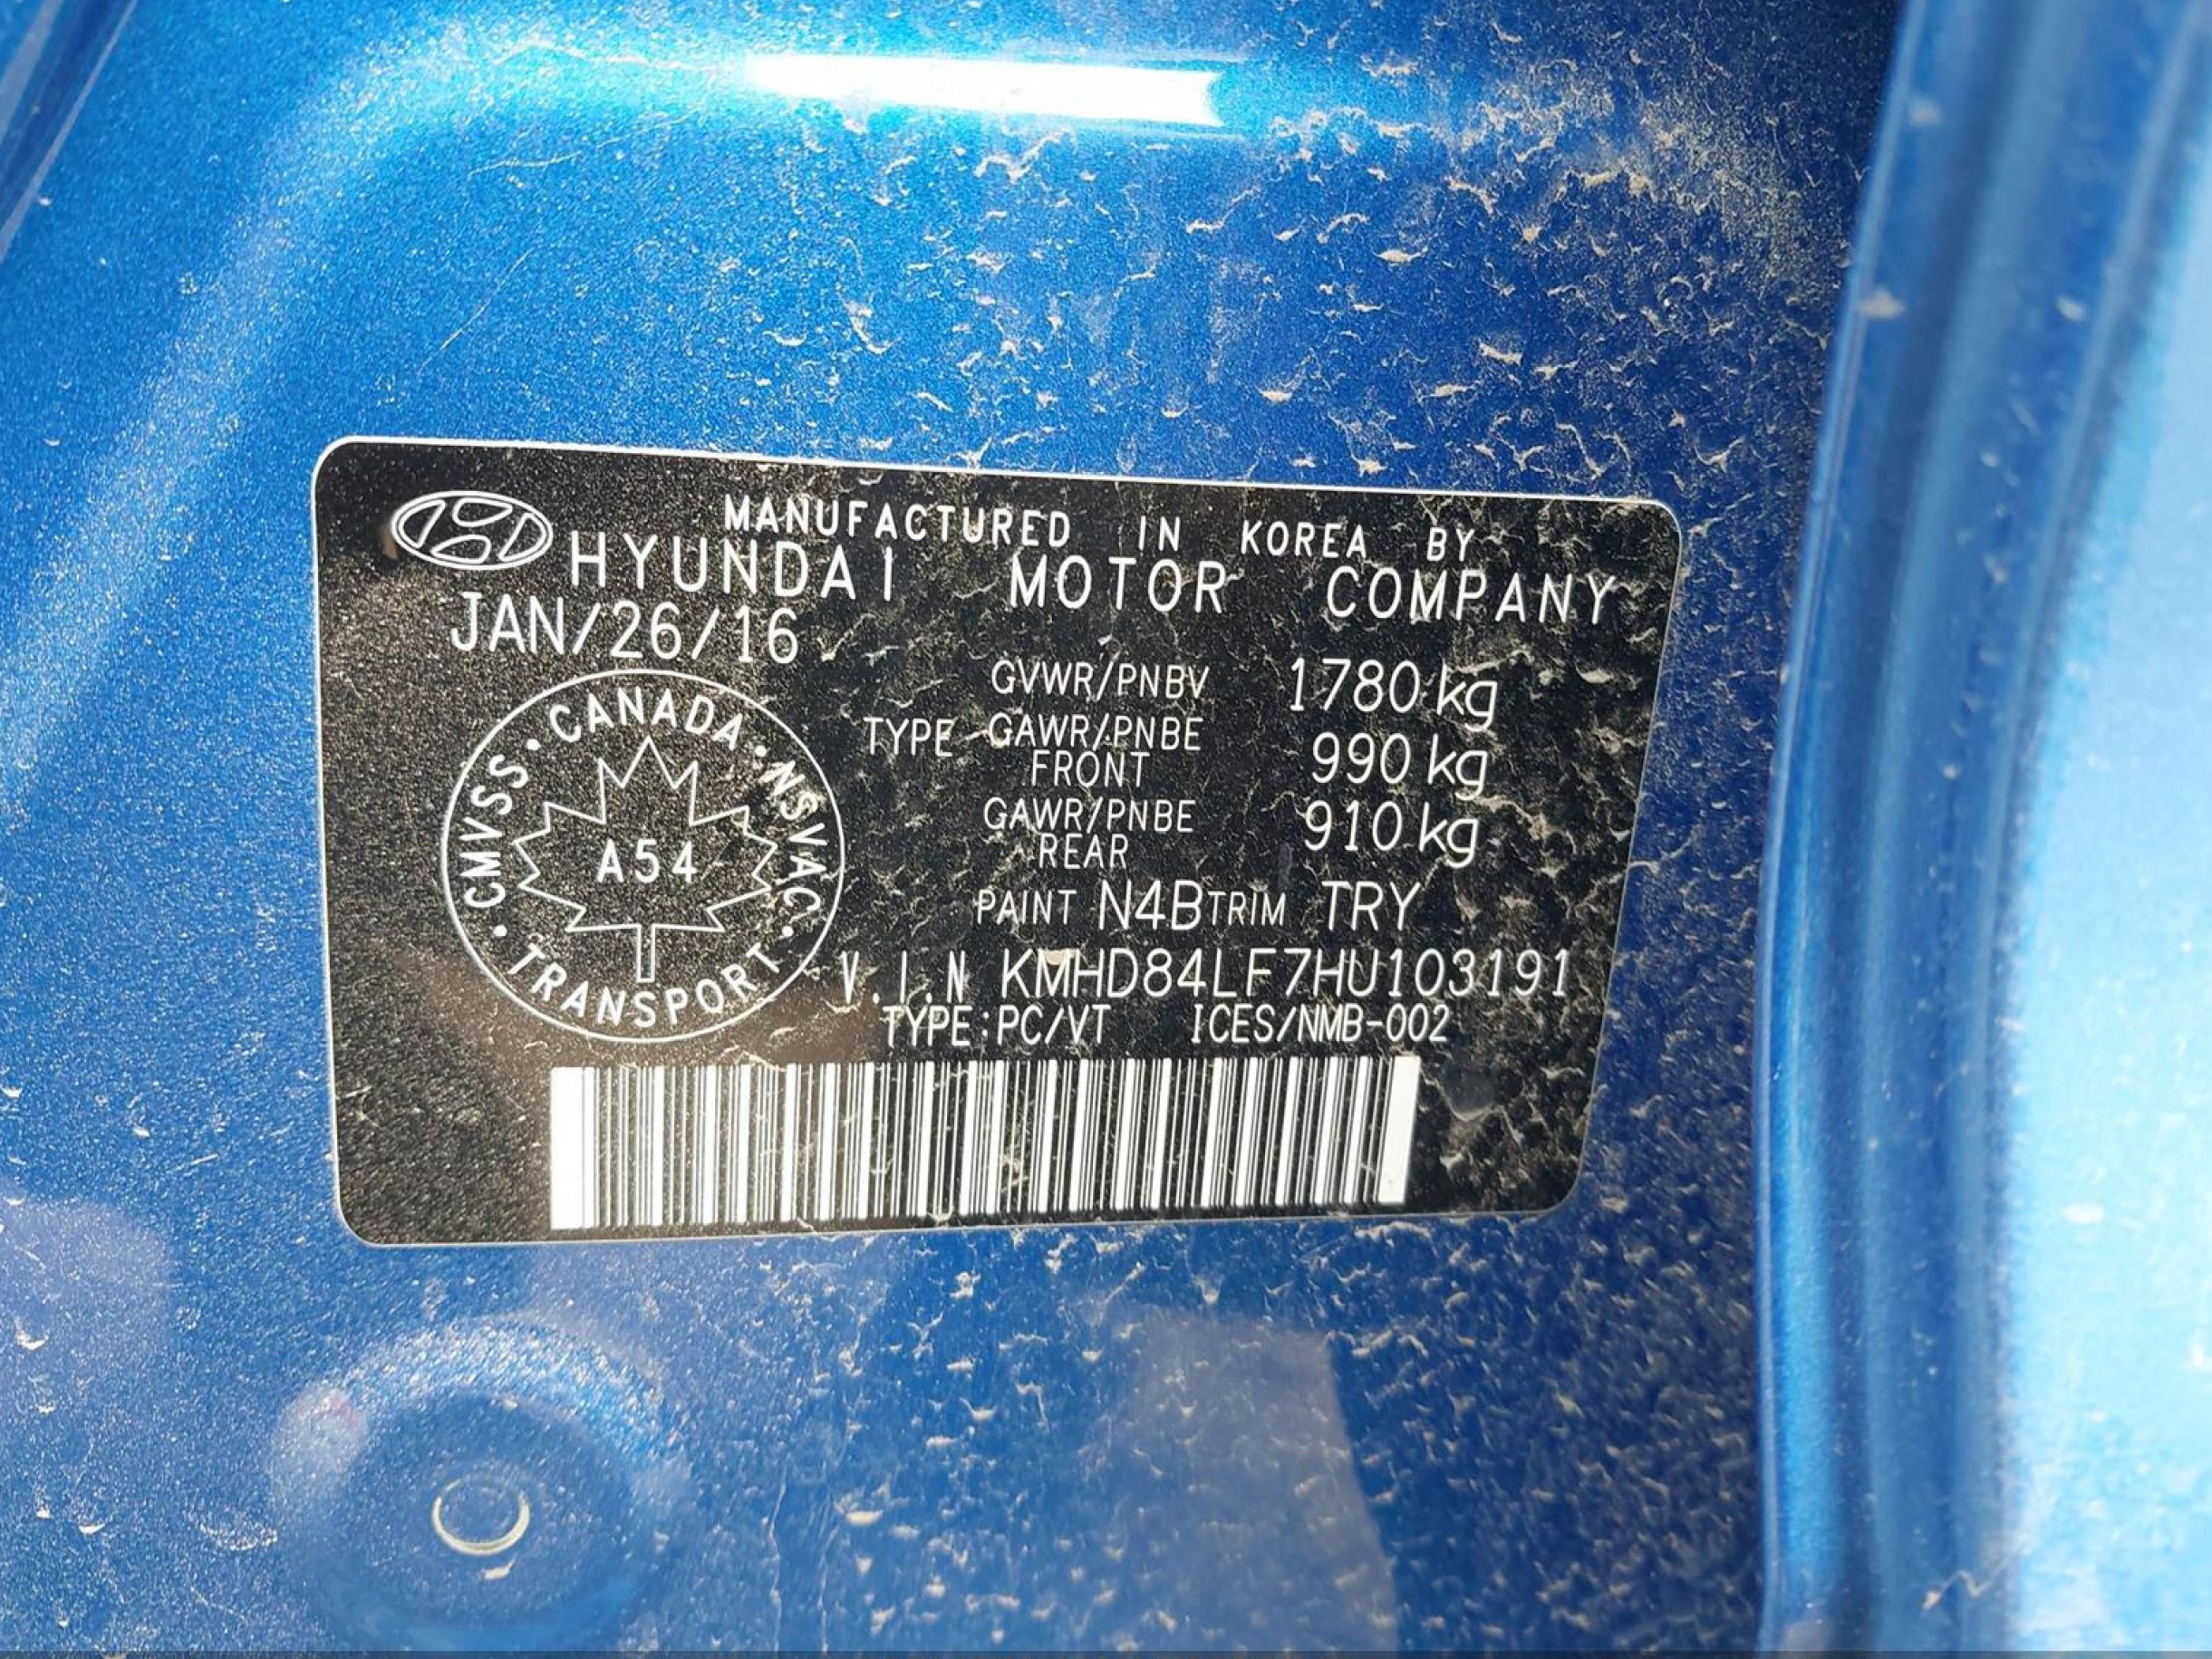 MANUFACTURED IN KOREA BY
HYUNDAI MOTOR COMPANY
JAN/26/16
GVWR/PNBV 1780 kg
TYPE GAWR/PNBE FRONT 990 kg
GAWR/PNBE REAR 910 kg
PAINT N4B TRIM TRY
V.I.N KMHD84LF7HU103191
TYPE:PC/VT ICES/NMB-002
· CANADA · NSVAC · TRANSPORT · CMVSS
A54